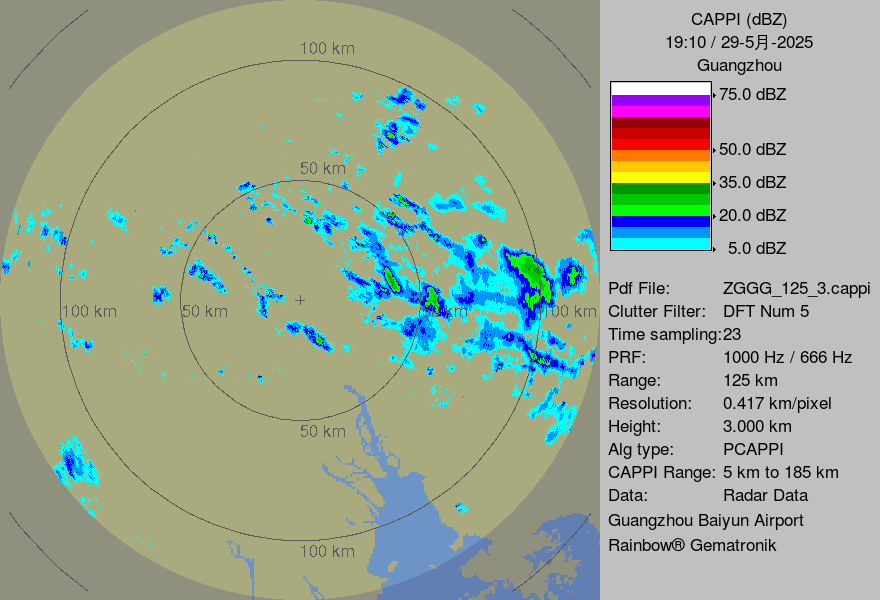 100 km
50 km
100 km
50 km
50 km
100 km
50 km
100 km
CAPPI (dBZ)
19:10 / 29-5月-2025
Guangzhou
75.0 dBZ
50.0 dBZ
35.0 dBZ
20.0 dBZ
5.0 dBZ
Pdf File: ZGGG_125_3.cappi
Clutter Filter: DFT Num 5
Time sampling:23
PRF: 1000 Hz / 666 Hz
Range: 125 km
Resolution: 0.417 km/pixel
Height: 3.000 km
Alg type: PCAPPI
CAPPI Range: 5 km to 185 km
Data: Radar Data
Guangzhou Baiyun Airport
Rainbow® Gematronik